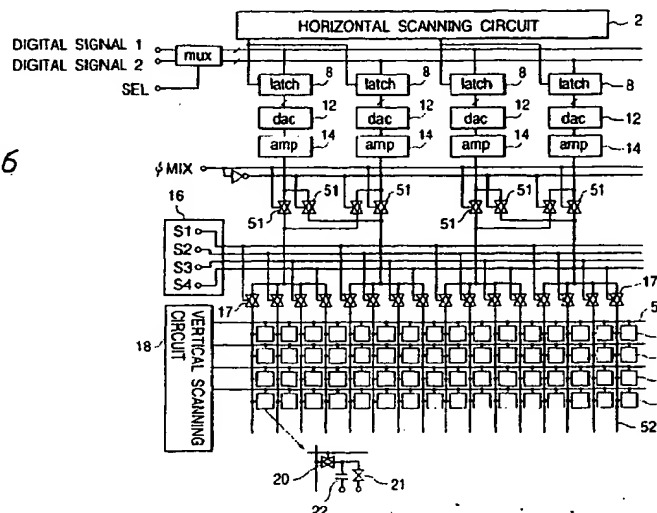 HORIZONTAL SCANNING CIRCUIT
2
DIGITAL SIGNAL 1
DIGITAL SIGNAL 2
mux
SEL
latch 8 latch 8 latch 8 latch 8
dac 12 dac 12 dac 12 dac 12
amp 14 amp 14 amp 14 amp 14
6
φ MIX
51 51 51 51 51 51
16
S1
S2
S3
S4
17 17
18
VERTICAL SCANNING CIRCUIT
5
52
20 21
22